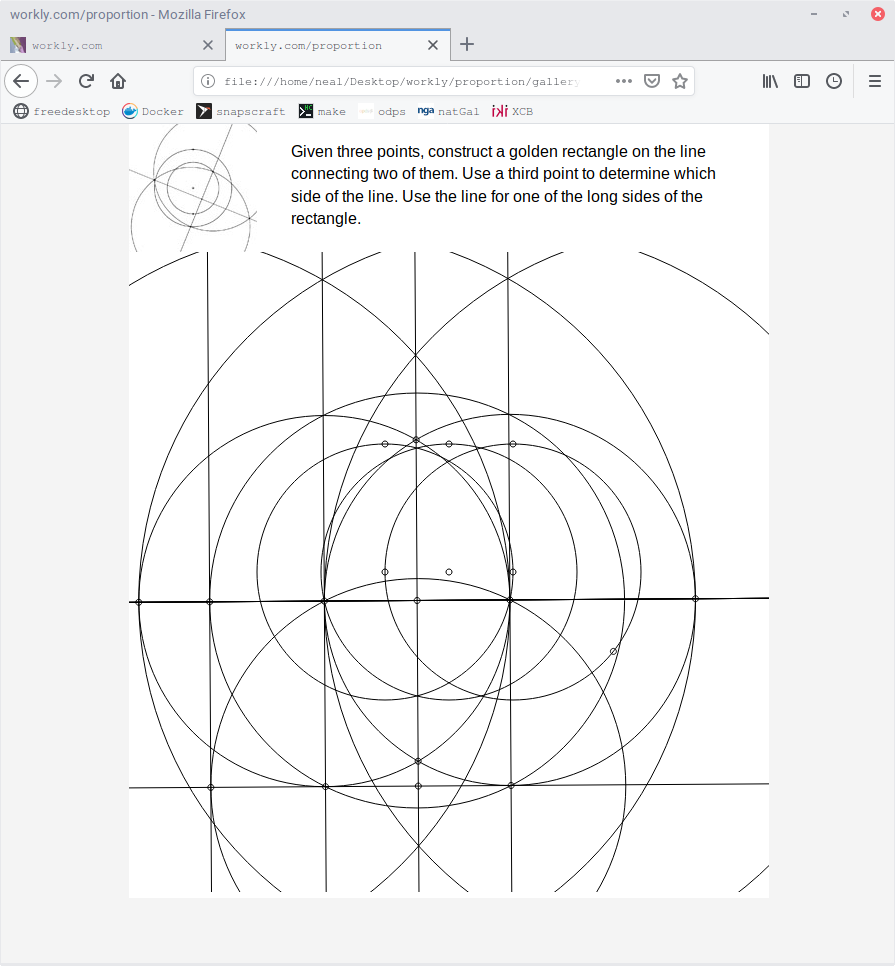 workly.com/proportion - Mozilla Firefox
workly.com
workly.com/proportion
file:///home/neal/Desktop/workly/proportion/gallery
freedesktop
Docker
snapscraft
make
odps
nga natGal
XCB
Given three points, construct a golden rectangle on the line
connecting two of them. Use a third point to determine which
side of the line. Use the line for one of the long sides of the
rectangle.